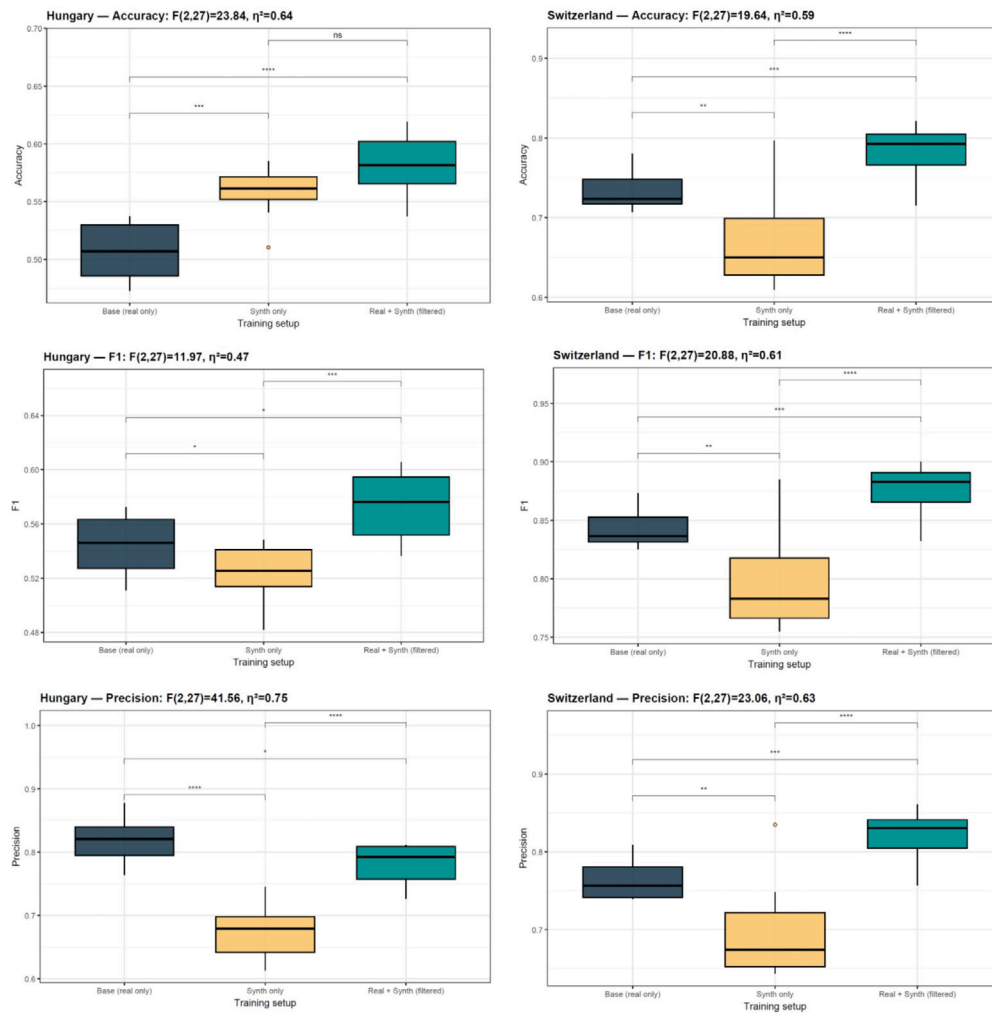 Hungary — Accuracy: F(2,27)=23.84, η²=0.64
0.70
0.65
0.60
0.55
0.50
Accuracy
ns
****
***
Base (real only)
Synth only
Real + Synth (filtered)
Training setup
Switzerland — Accuracy: F(2,27)=19.64, η²=0.59
0.9
0.8
0.7
0.6
Accuracy
****
***
**
Base (real only)
Synth only
Real + Synth (filtered)
Training setup
Hungary — F1: F(2,27)=11.97, η²=0.47
0.64
0.60
0.56
0.52
0.48
F1
***
*
*
Base (real only)
Synth only
Real + Synth (filtered)
Training setup
Switzerland — F1: F(2,27)=20.88, η²=0.61
0.95
0.90
0.85
0.80
0.75
F1
****
***
**
Base (real only)
Synth only
Real + Synth (filtered)
Training setup
Hungary — Precision: F(2,27)=41.56, η²=0.75
1.0
0.9
0.8
0.7
0.6
Precision
****
*
****
Base (real only)
Synth only
Real + Synth (filtered)
Training setup
Switzerland — Precision: F(2,27)=23.06, η²=0.63
0.9
0.8
0.7
Precision
****
***
**
Base (real only)
Synth only
Real + Synth (filtered)
Training setup